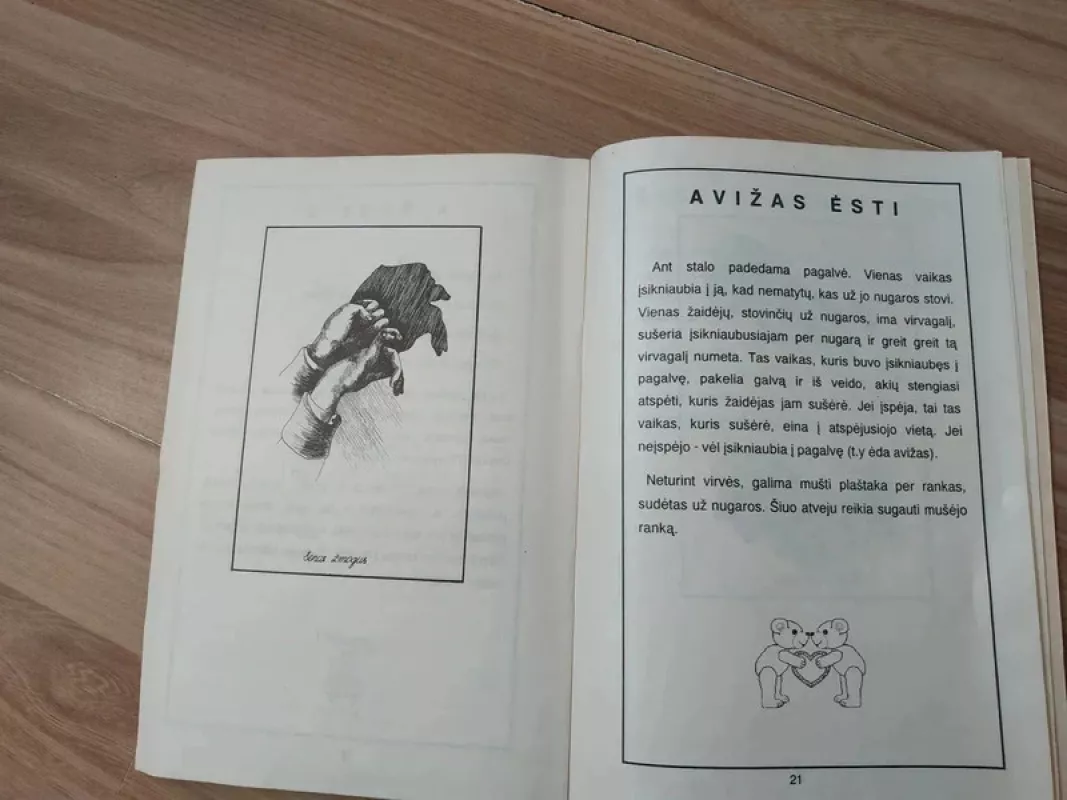 Senas žmogus
AVIŽAS ĖSTI
Ant stalo padedama pagalvė. Vienas vaikas
įsikniaubia į ją, kad nematytų, kas už jo nugaros stovi.
Vienas žaidėjų, stovinčių už nugaros, ima virvagalį,
sušeria įsikniaubusiajam per nugarą ir greit greit tą
virvagalį numeta. Tas vaikas, kuris buvo įsikniaubęs į
pagalvę, pakelia galvą ir iš veido, akių stengiasi
atspėti, kuris žaidėjas jam sušėrė. Jei įspėja, tai tas
vaikas, kuris sušėrė, eina į atspėjusiojo vietą. Jei
neįspėjo - vėl įsikniaubia į pagalvę (t.y ėda avižas).
Neturint virvės, galima mušti plaštaka per rankas,
sudėtas už nugaros. Šiuo atveju reikia sugauti mušėjo
ranką.
21